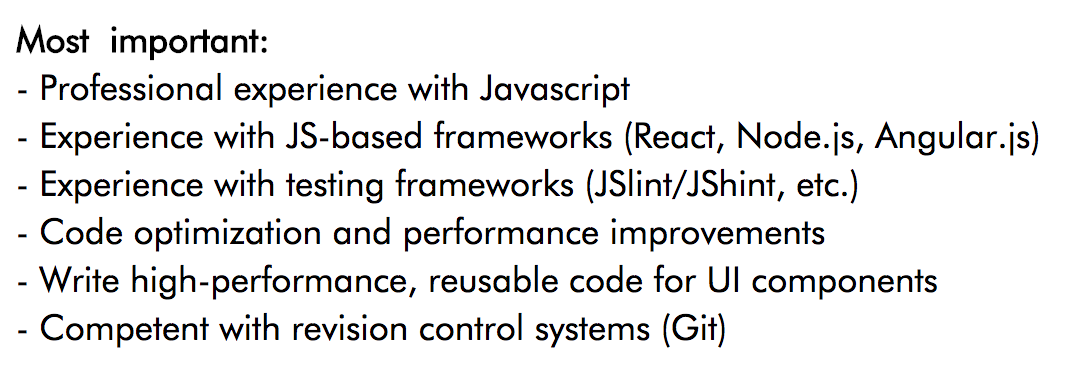 Most important:
- Professional experience with Javascript
- Experience with JS-based frameworks (React, Node.js, Angular.js)
- Experience with testing frameworks (JSlint/JShint, etc.)
- Code optimization and performance improvements
- Write high-performance, reusable code for UI components
- Competent with revision control systems (Git)